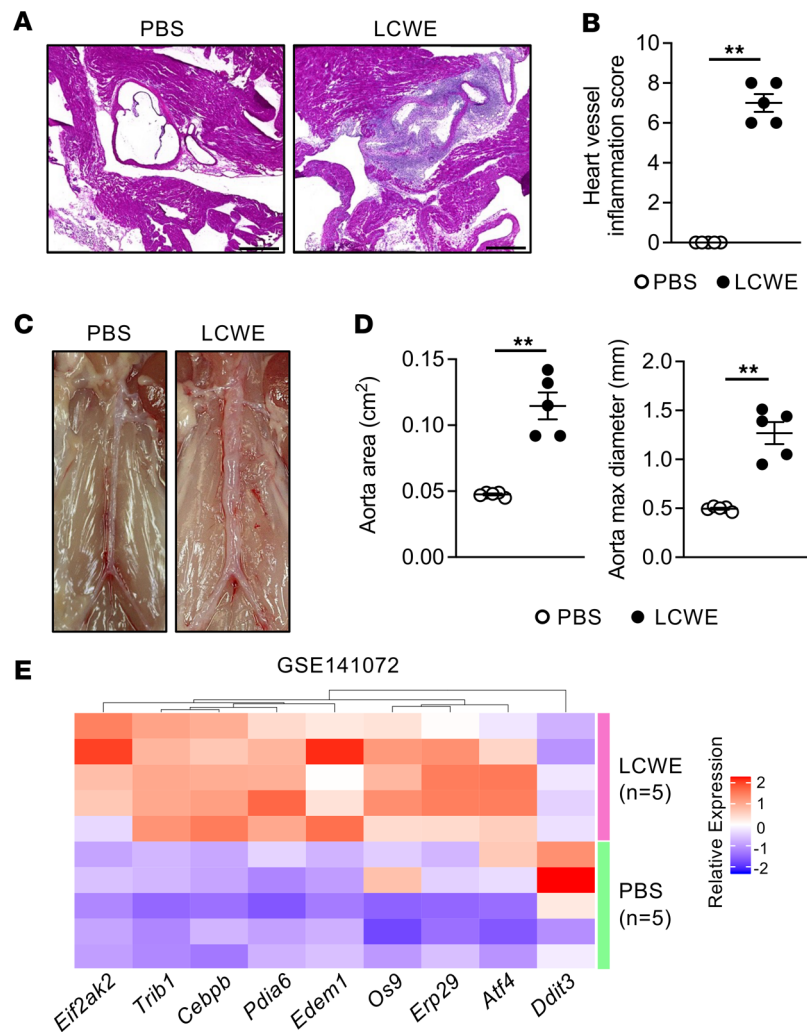 A
PBS
LCWE
B
Heart vessel
inflammation score
10
8
6
4
2
0
**
PBS
LCWE
C
PBS
LCWE
D
Aorta area (cm²)
0.15
0.10
0.05
0.00
**
Aorta max diameter (mm)
2.0
1.5
1.0
0.5
0.0
**
PBS
LCWE
E
GSE141072
LCWE
(n=5)
PBS
(n=5)
Relative Expression
2
1
0
-1
-2
Eif2ak2
Trib1
Cebpb
Pdia6
Edem1
Os9
Erp29
Atf4
Ddit3